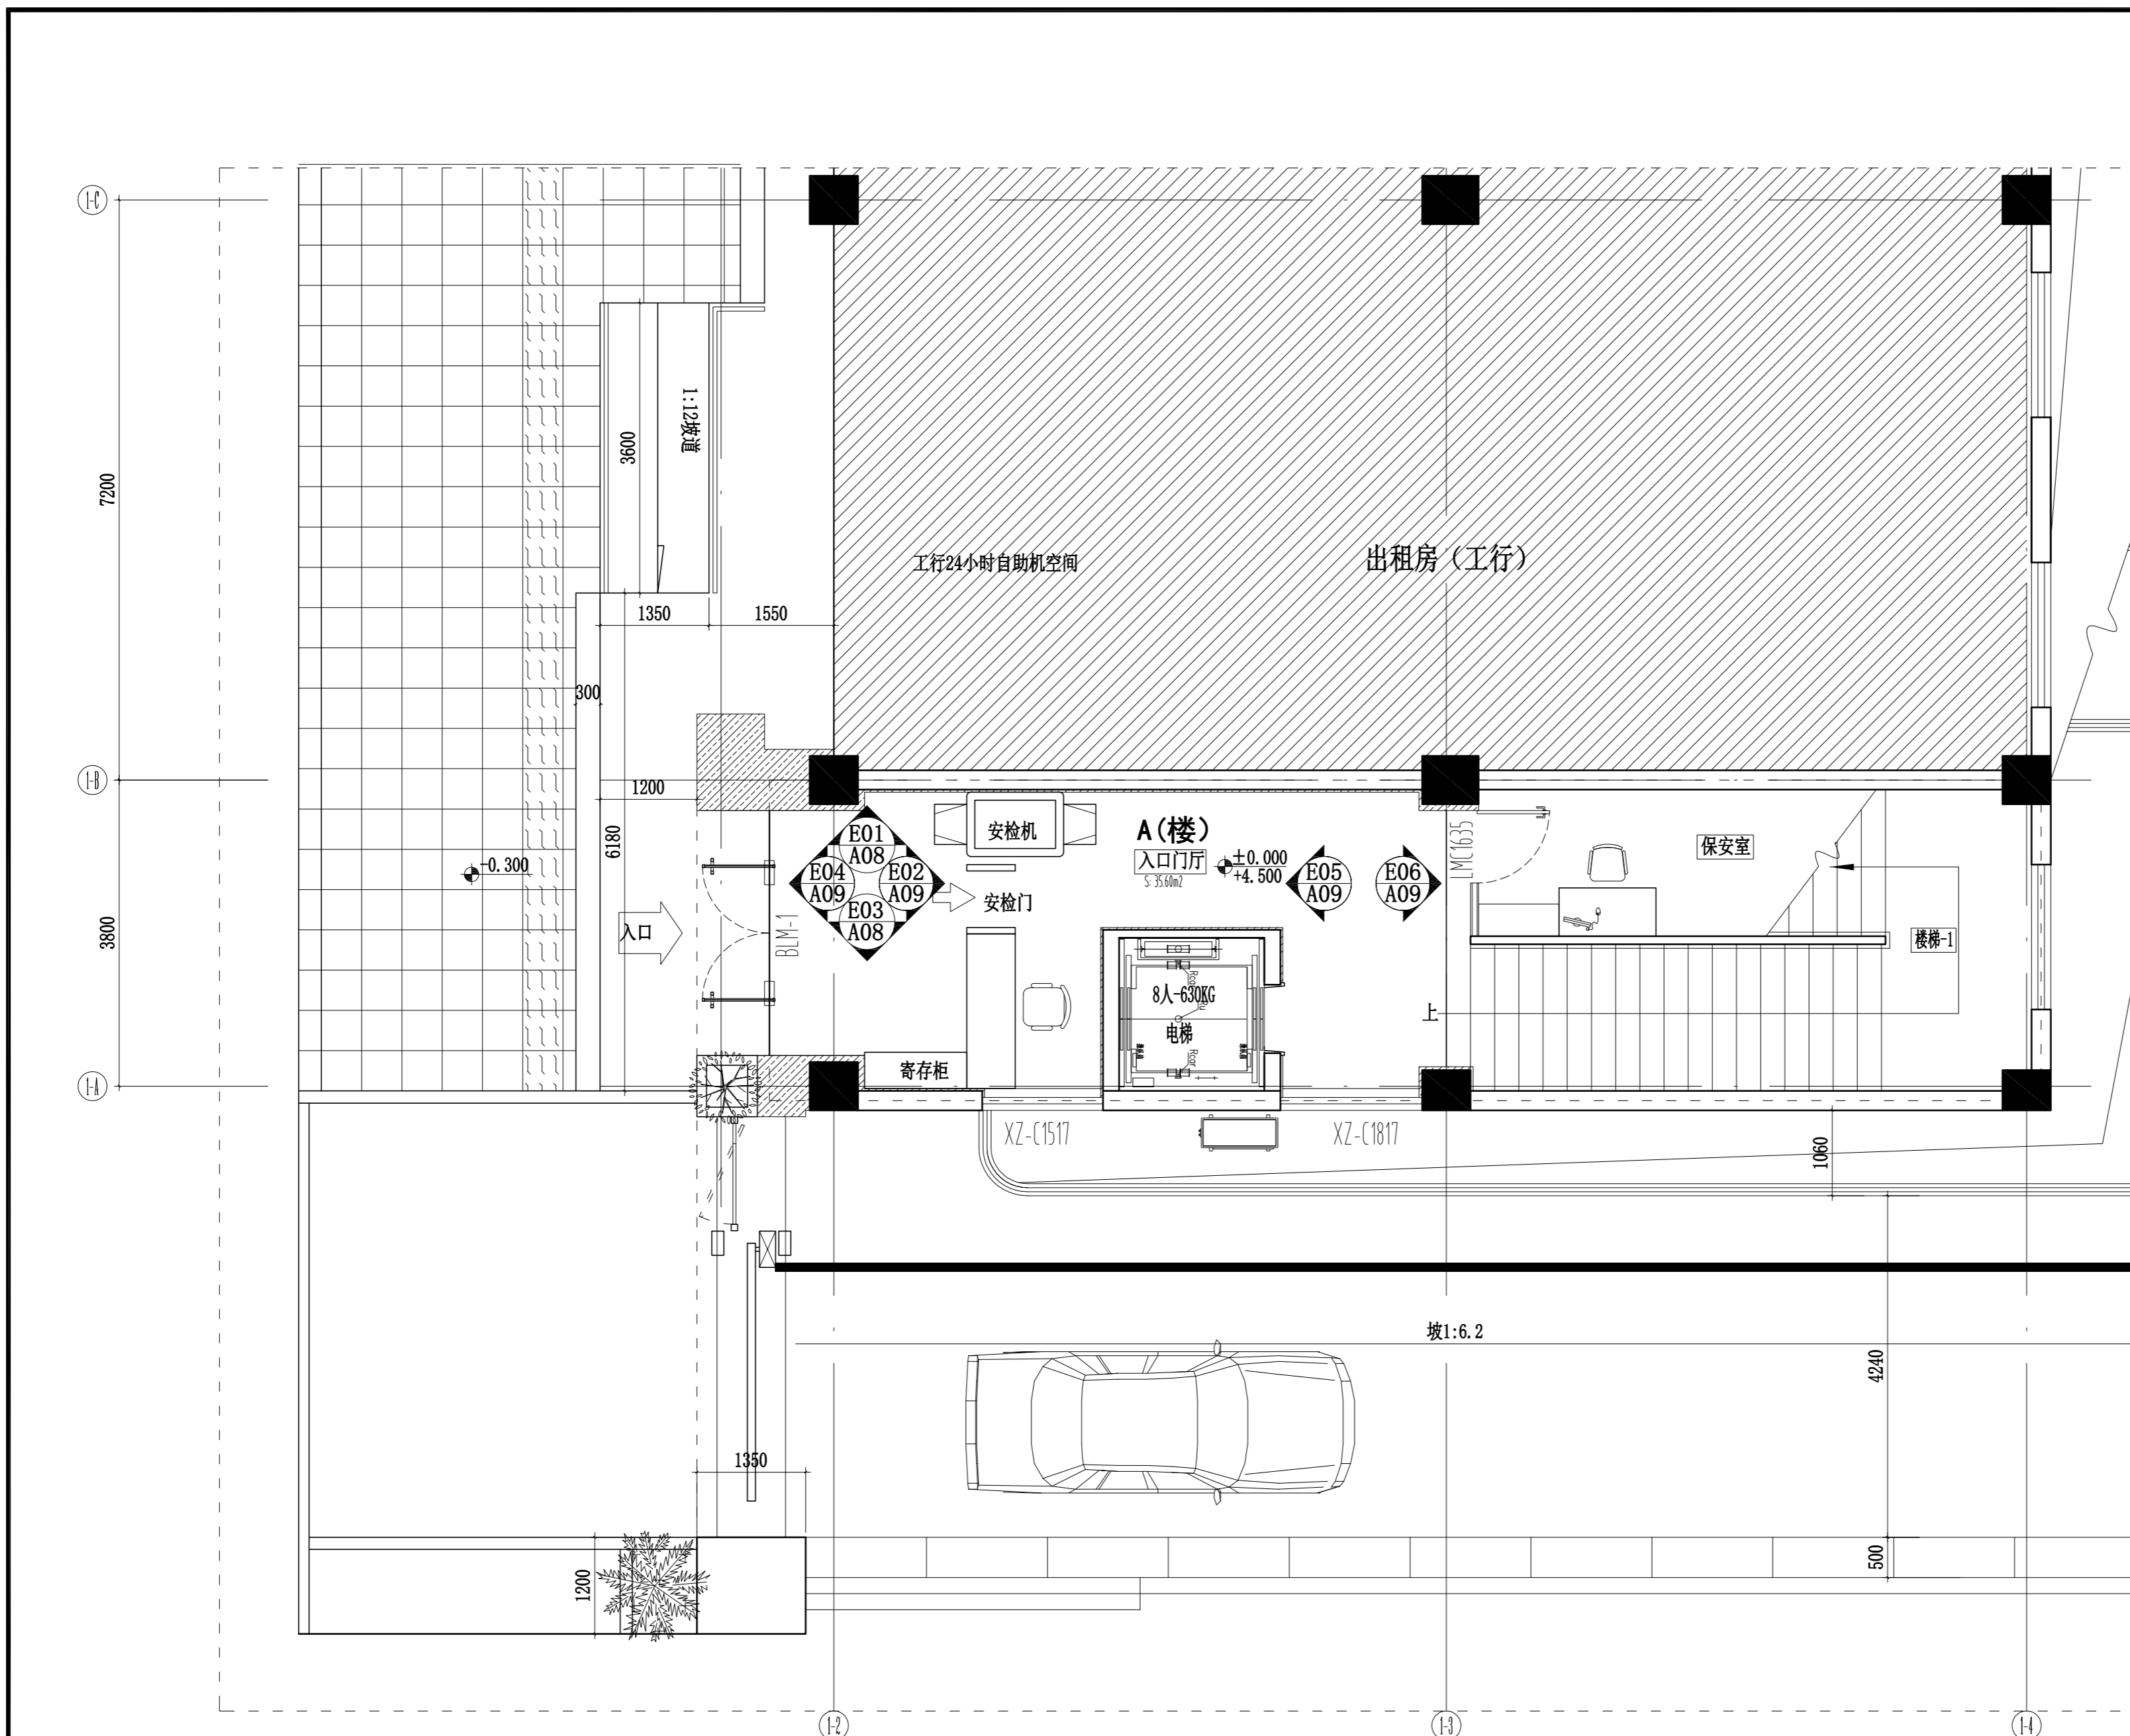 1-C
7200
3600
1:12坡道
工行24小时自助机空间
出租房（工行）
1350
1550
300
1-B
1200
6180
E01
A08
安检机
A(楼)
LMC1635
保安室
入口门厅
±0.000
+4.500
S: 35.60m2
-0.300
E04
A09
E02
A09
E05
A09
E06
A09
安检门
3800
E03
A08
入口
BLM-1
楼梯-1
8人-630KG
上
电梯
Rcar
Rcar
寄存柜
1-A
XZ-C1517
XZ-C1817
1060
坡1:6.2
4240
1350
500
1200
1-2
1-3
1-4